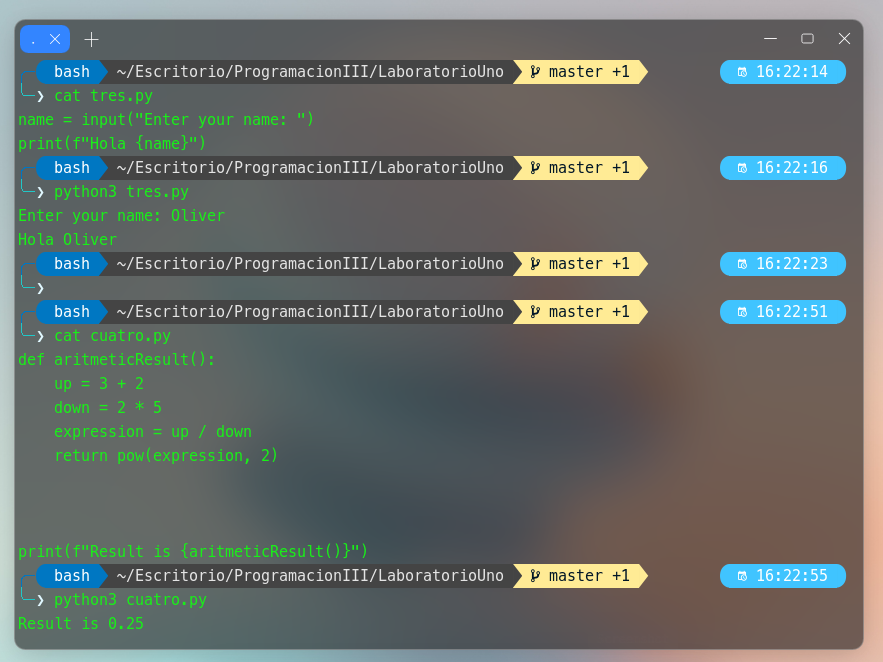 .
bash ~/Escritorio/ProgramacionIII/LaboratorioUno master +1 16:22:14
❯ cat tres.py
name = input("Enter your name: ")
print(f"Hola {name}")
bash ~/Escritorio/ProgramacionIII/LaboratorioUno master +1 16:22:16
❯ python3 tres.py
Enter your name: Oliver
Hola Oliver
bash ~/Escritorio/ProgramacionIII/LaboratorioUno master +1 16:22:23
❯
bash ~/Escritorio/ProgramacionIII/LaboratorioUno master +1 16:22:51
❯ cat cuatro.py
def aritmeticResult():
    up = 3 + 2
    down = 2 * 5
    expression = up / down
    return pow(expression, 2)
print(f"Result is {aritmeticResult()}")
bash ~/Escritorio/ProgramacionIII/LaboratorioUno master +1 16:22:55
❯ python3 cuatro.py
Result is 0.25